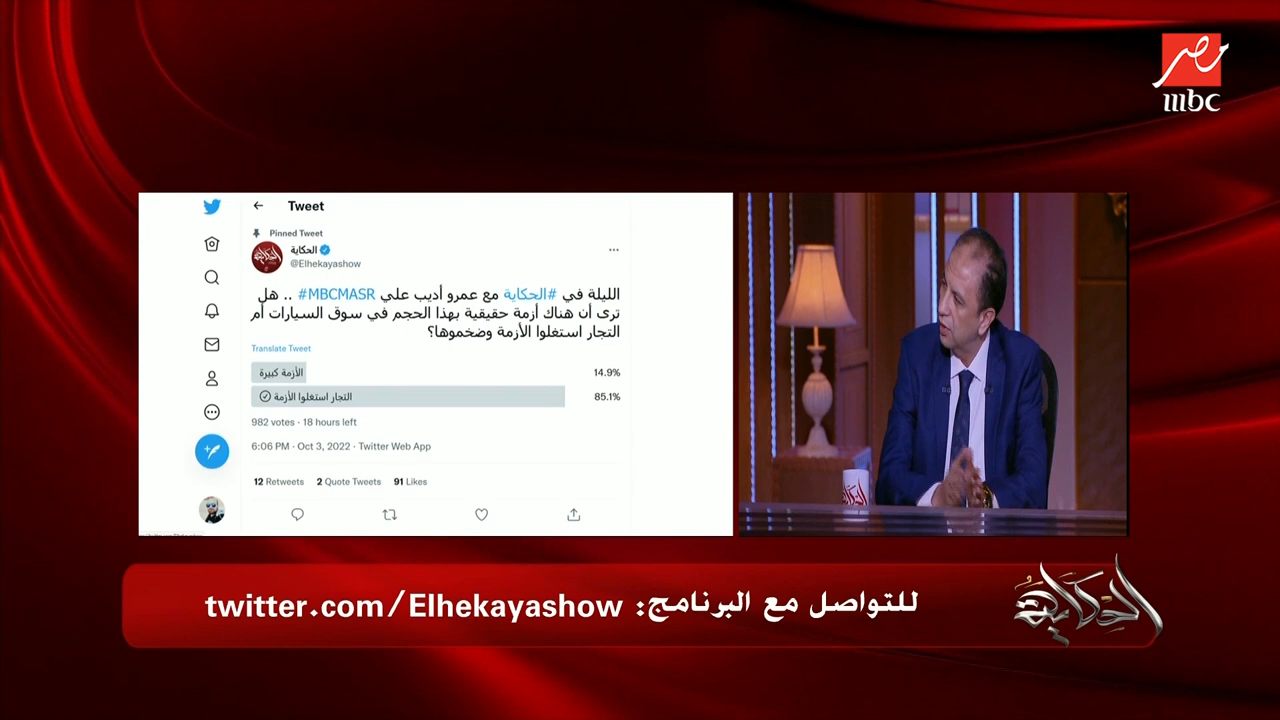 مصر
mbc
Tweet
Pinned Tweet
الحكاية
@Elhekayashow
الليلة في #الحكاية مع عمرو أديب علي #MBCMASR .. هل
ترى أن هناك أزمة حقيقية بهذا الحجم في سوق السيارات أم
التجار استغلوا الأزمة وضخموها؟
Translate Tweet
الأزمة كبيرة 14.9%
التجار استغلوا الأزمة 85.1%
982 votes · 18 hours left
6:06 PM · Oct 3, 2022 · Twitter Web App
12 Retweets 2 Quote Tweets 91 Likes
الحكاية
للتواصل مع البرنامج: twitter.com/Elhekayashow
الحكاية